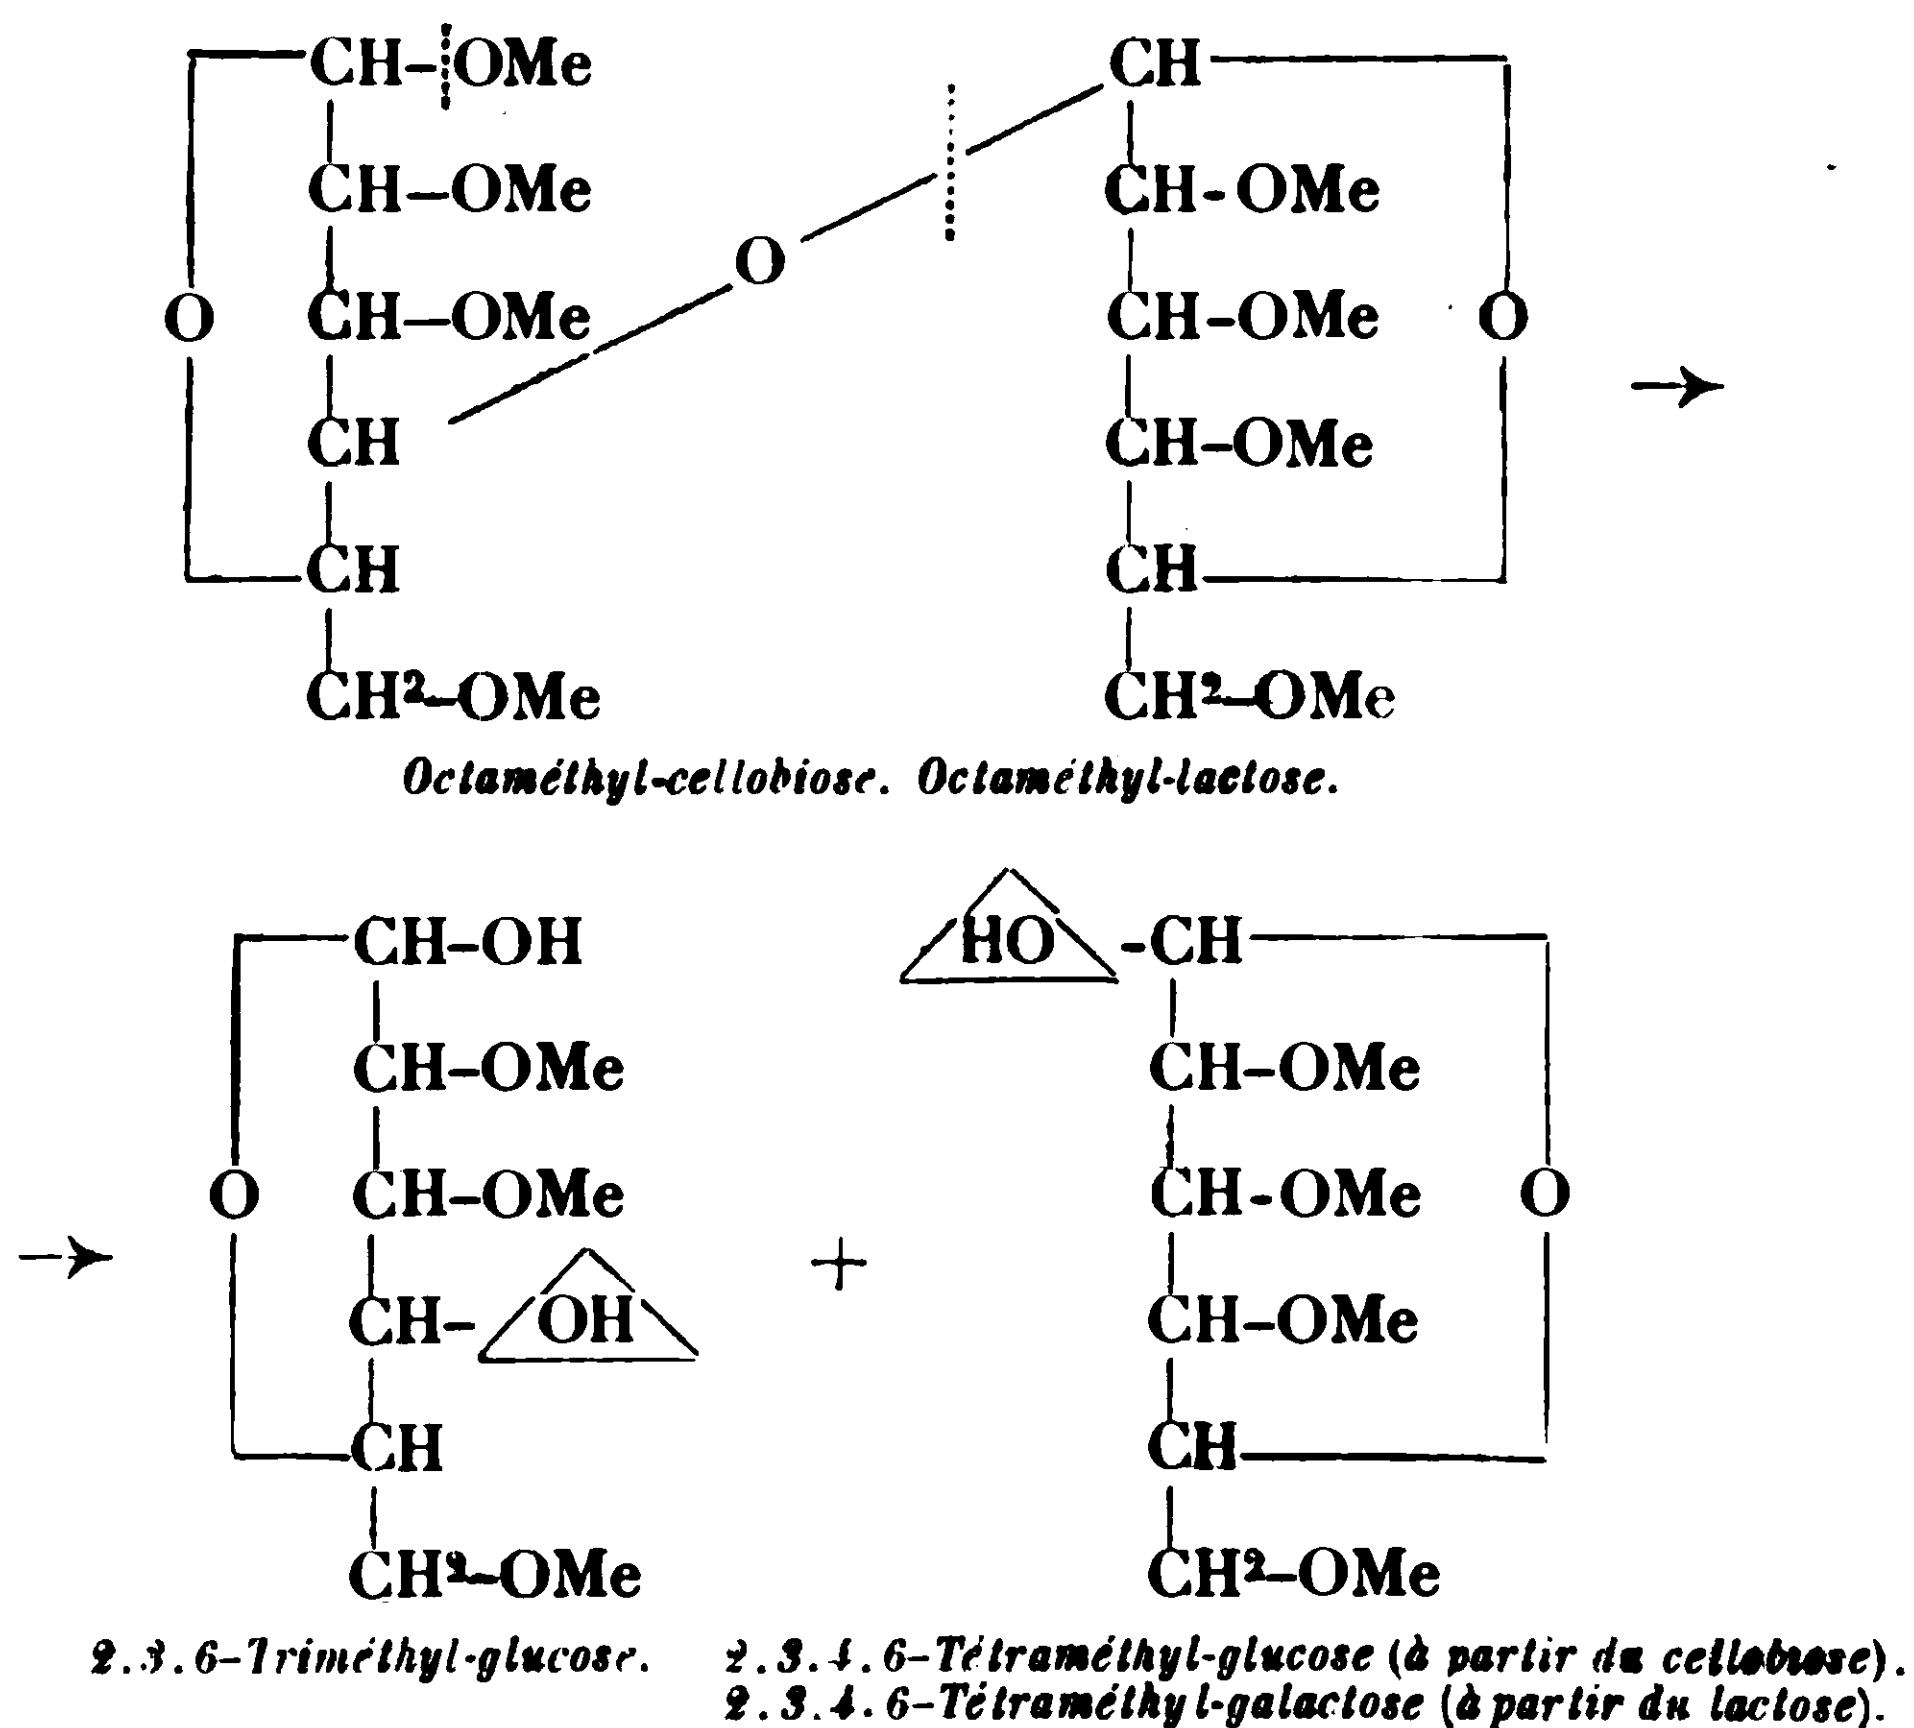 CH-OMe CH
CH-OMe CH-OMe
O
O CH-OMe CH-OMe O
CH CH-OMe
CH CH
CH²-OMe CH²-OMe
Octaméthyl-cellobiose. Octaméthyl-lactose.
CH-OH HO-CH
CH-OMe CH-OMe
O CH-OMe CH-OMe O
CH-OH + CH-OMe
CH CH
CH²-OMe CH²-OMe
2.3.6-Triméthyl-glucose. 2.3.4.6-Tétraméthyl-glucose (à partir du cellobiose).
2.3.4.6-Tétraméthyl-galactose (à partir du lactose).